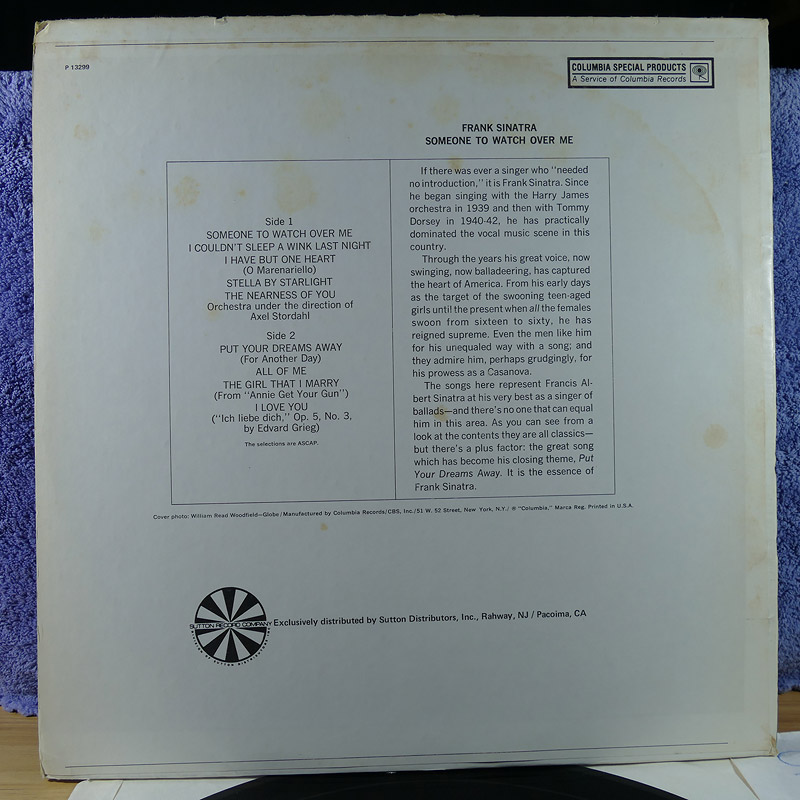 P 13299
COLUMBIA SPECIAL PRODUCTS
A Service of Columbia Records
FRANK SINATRA
SOMEONE TO WATCH OVER ME
Side 1
SOMEONE TO WATCH OVER ME
I COULDN'T SLEEP A WINK LAST NIGHT
I HAVE BUT ONE HEART
(O Marenariello)
STELLA BY STARLIGHT
THE NEARNESS OF YOU
Orchestra under the direction of
Axel Stordahl
Side 2
PUT YOUR DREAMS AWAY
(For Another Day)
ALL OF ME
THE GIRL THAT I MARRY
(From "Annie Get Your Gun")
I LOVE YOU
("Ich liebe dich," Op. 5, No. 3,
by Edvard Grieg)
The selections are ASCAP.
If there was ever a singer who "needed
no introduction," it is Frank Sinatra. Since
he began singing with the Harry James
orchestra in 1939 and then with Tommy
Dorsey in 1940-42, he has practically
dominated the vocal music scene in this
country.
Through the years his great voice, now
swinging, now balladeering, has captured
the heart of America. From his early days
as the target of the swooning teen-aged
girls until the present when all the females
swoon from sixteen to sixty, he has
reigned supreme. Even the men like him
for his unequaled way with a song; and
they admire him, perhaps grudgingly, for
his prowess as a Casanova.
The songs here represent Francis Al-
bert Sinatra at his very best as a singer of
ballads—and there's no one that can equal
him in this area. As you can see from a
look at the contents they are all classics—
but there's a plus factor: the great song
which has become his closing theme, Put
Your Dreams Away. It is the essence of
Frank Sinatra.
Cover photo: William Read Woodfield—Globe/Manufactured by Columbia Records/CBS, Inc./51 W. 52 Street, New York, N.Y./ ® "Columbia," Marca Reg. Printed in U.S.A.
SUTTON RECORD COMPANY
Exclusively distributed by Sutton Distributors, Inc., Rahway, NJ / Pacoima, CA